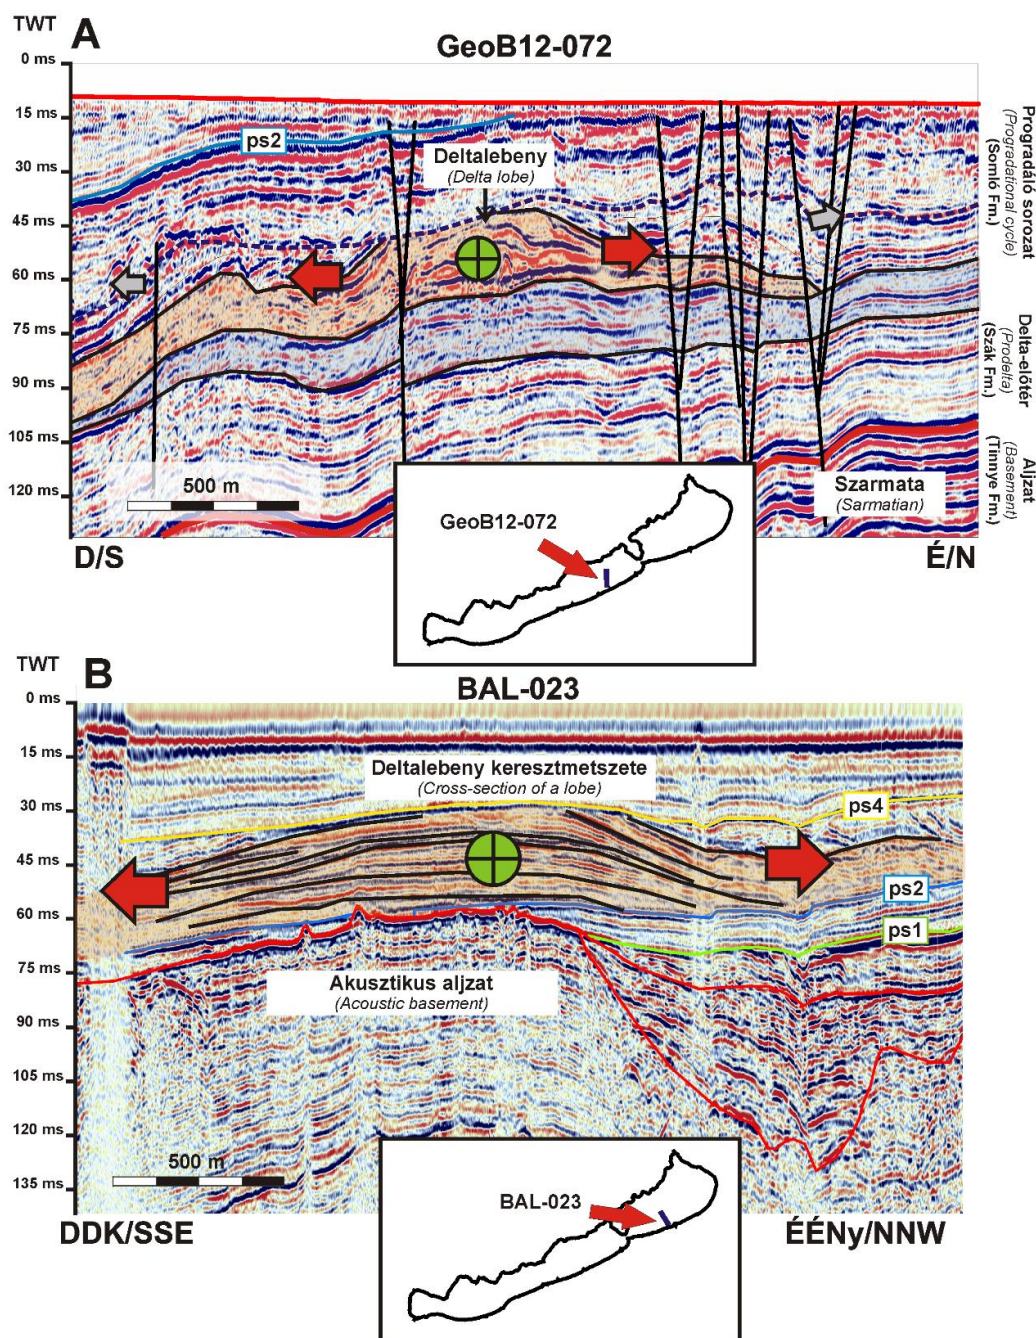 TWT
A
GeoB12-072
0 ms
15 ms
30 ms
45 ms
60 ms
75 ms
90 ms
105 ms
120 ms
ps2
Deltalebeny
(Delta lobe)
Progradáló sorozat
(Progradational cycle)
(Somló Fm.)
Delta-előtér
(Prodelta)
(Szák Fm.)
Aljzat
(Basement)
(Tinnye Fm.)
500 m
Szarmata
(Sarmatian)
D/S
É/N
GeoB12-072
TWT
B
BAL-023
0 ms
15 ms
30 ms
45 ms
60 ms
75 ms
90 ms
105 ms
120 ms
135 ms
Deltalebeny keresztmetszete
(Cross-section of a lobe)
ps4
ps2
ps1
Akusztikus aljzat
(Acoustic basement)
500 m
DDK/SSE
ÉÉNy/NNW
BAL-023